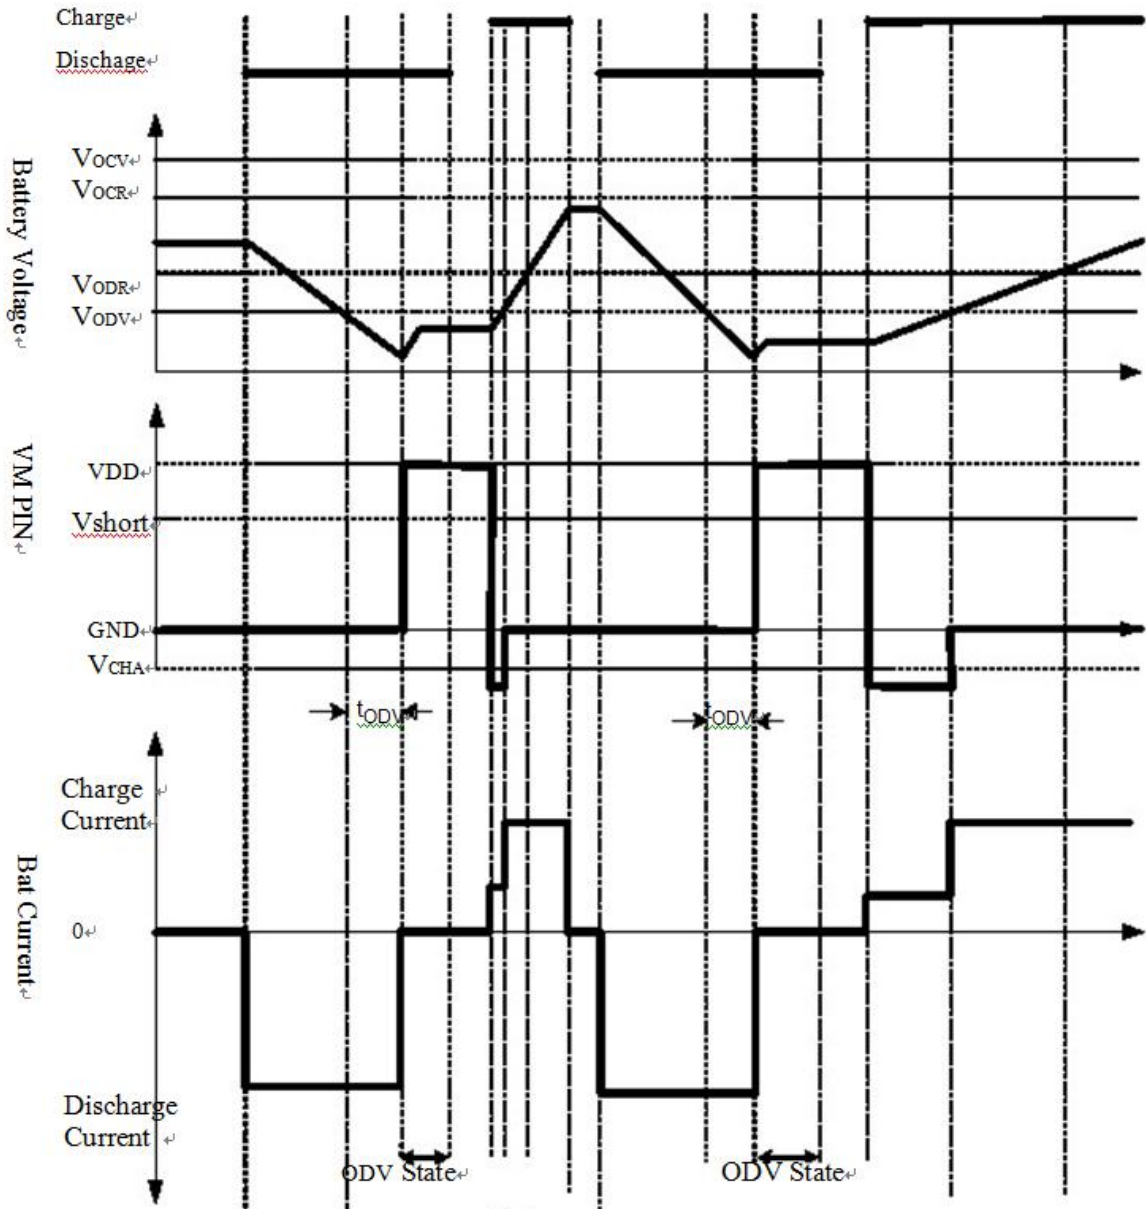 Charge↵
Dischage↵
Battery Voltage↵
VOCV↵
VOCR↵
VODR↵
VODV↵
VM PIN↵
VDD↵
Vshort↵
GND↵
VCHA↵
tODV
tODV
Bat Current↵
Charge ↵
Current↵
0↵
Discharge
Current ↵
ODV State↵
ODV State↵